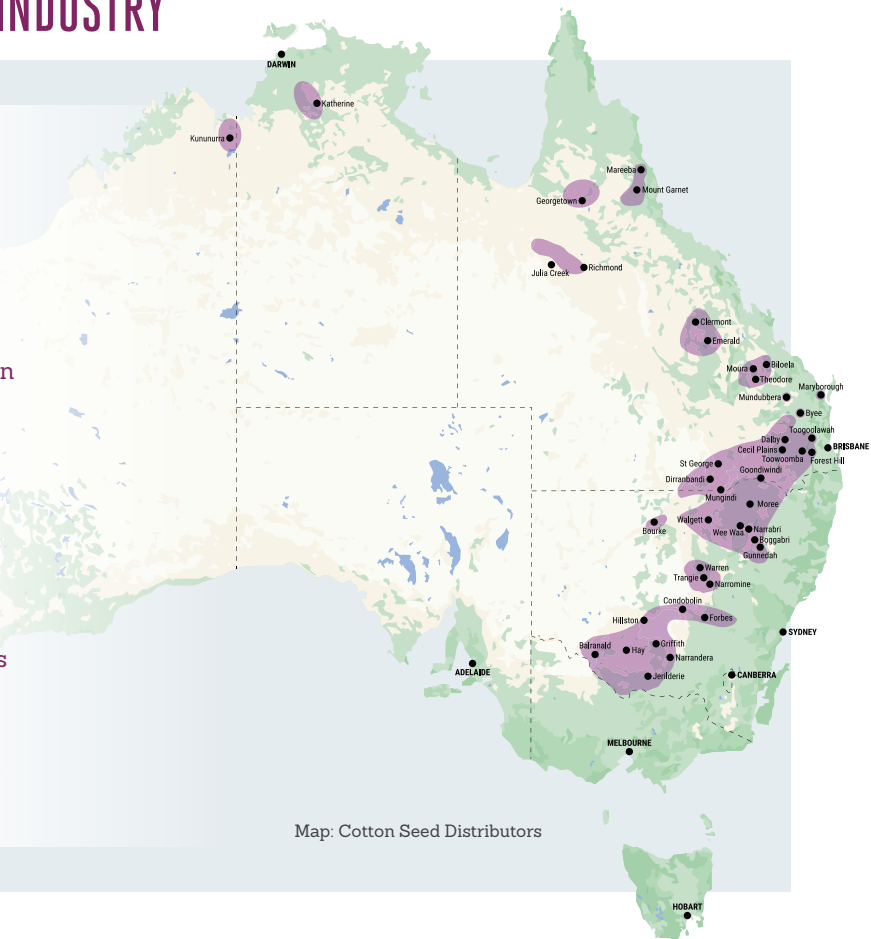 INDUSTRY
DARWIN
Katherine
Kununurra
Mareeba
Mount Garnet
Georgetown
Julia Creek
Richmond
Clermont
Emerald
n
Moura
Biloela
Theodore
Maryborough
Mundubbera
Byee
Toogoolawah
Dalby
BRISBANE
Cecil Plains
Toowoomba
Forest Hill
St George
Goondiwindi
Dirranbandi
Mungindi
Moree
Walgett
Bourke
Wee Waa
Narrabri
Boggabri
Gunnedah
Warren
Trangie
Narromine
Condobolin
Hillston
Forbes
SYDNEY
Balranald
Hay
Griffith
Narrandera
s
ADELAIDE
Jerilderie
CANBERRA
MELBOURNE
Map: Cotton Seed Distributors
HOBART